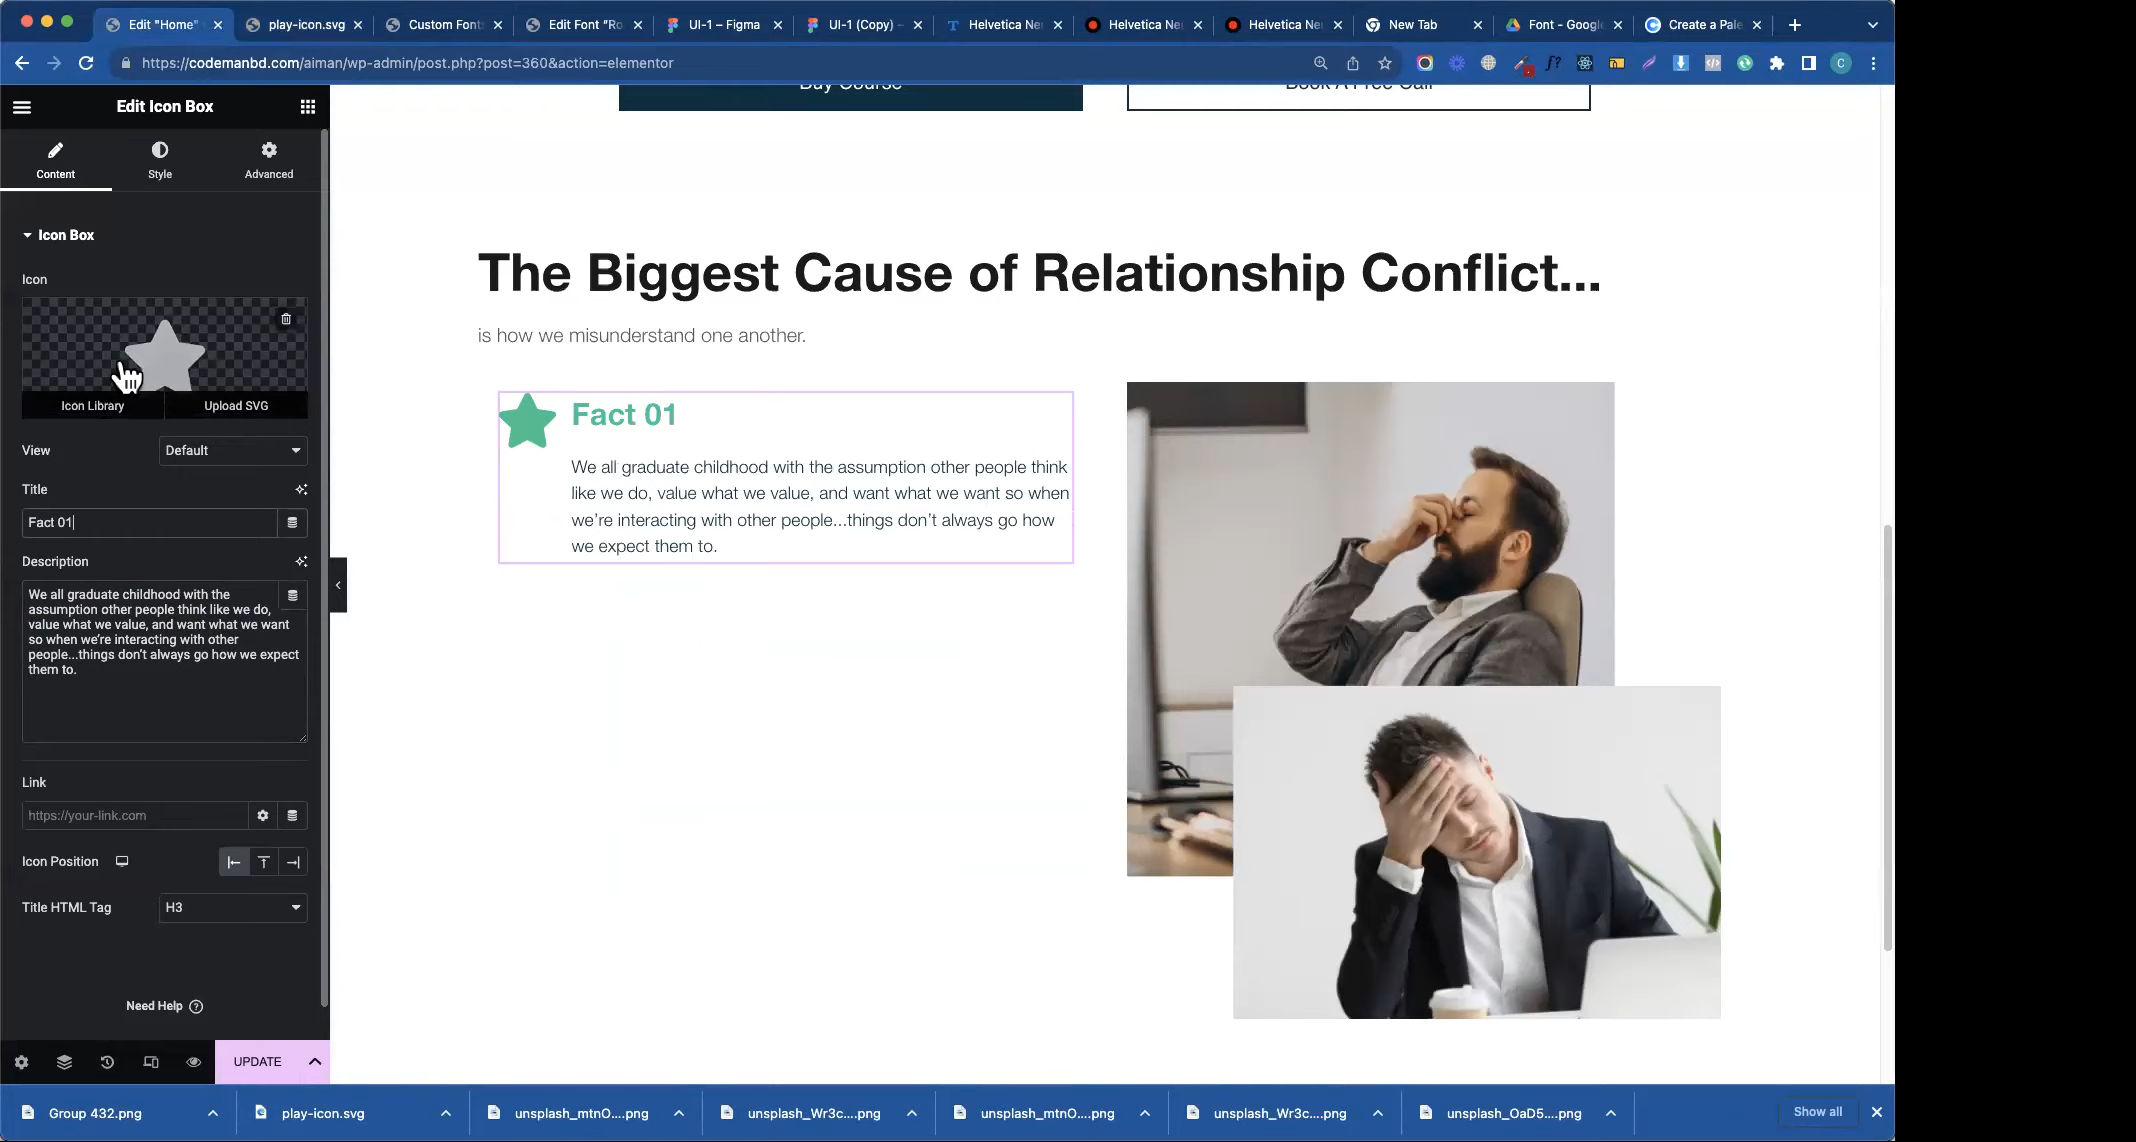 Edit "Home"
play-icon.svg
Custom Font
Edit Font "Ro
UI-1 – Figma
UI-1 (Copy) –
Helvetica Ne
Helvetica Ne
Helvetica Ne
New Tab
Font - Google
Create a Pale
https://codemanbd.com/aiman/wp-admin/post.php?post=360&action=elementor
C
Edit Icon Box
Content
Style
Advanced
Icon Box
Icon
Icon Library
Upload SVG
View
Default
Title
Fact 01
Description
We all graduate childhood with the
assumption other people think like we do,
value what we value, and want what we want
so when we're interacting with other
people...things don't always go how we expect
them to.
Link
https://your-link.com
Icon Position
Title HTML Tag
H3
Need Help
UPDATE
Buy Course
Book A Free Call
The Biggest Cause of Relationship Conflict...
is how we misunderstand one another.
Fact 01
We all graduate childhood with the assumption other people think
like we do, value what we value, and want what we want so when
we're interacting with other people...things don't always go how
we expect them to.
Group 432.png
play-icon.svg
unsplash_mtnO....png
unsplash_Wr3c....png
unsplash_mtnO....png
unsplash_Wr3c....png
unsplash_OaD5....png
Show all